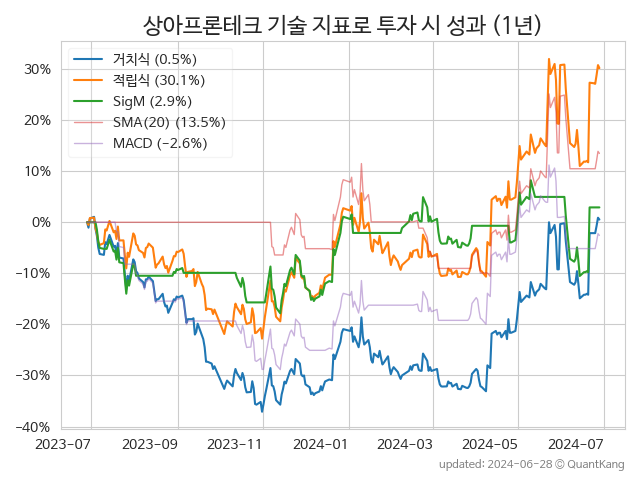 상아프론테크 기술 지표로 투자 시 성과 (1년)
거치식 (0.5%)
적립식 (30.1%)
SigM (2.9%)
SMA(20) (13.5%)
MACD (−2.6%)
30%
20%
10%
0%
−10%
−20%
−30%
−40%
2023-07
2023-09
2023-11
2024-01
2024-03
2024-05
2024-07
updated: 2024-06-28 © QuantKang